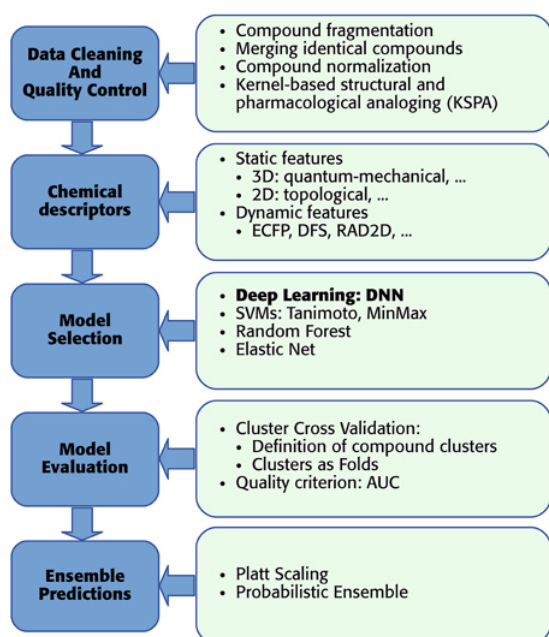 Data Cleaning
And
Quality Control
• Compound fragmentation
• Merging identical compounds
• Compound normalization
• Kernel-based structural and
pharmacological analoging (KSPA)
Chemical
descriptors
• Static features
• 3D: quantum-mechanical, ...
• 2D: topological, ...
• Dynamic features
• ECFP, DFS, RAD2D, ...
Model
Selection
• Deep Learning: DNN
• SVMs: Tanimoto, MinMax
• Random Forest
• Elastic Net
Model
Evaluation
• Cluster Cross Validation:
• Definition of compound clusters
• Clusters as Folds
• Quality criterion: AUC
Ensemble
Predictions
• Platt Scaling
• Probabilistic Ensemble